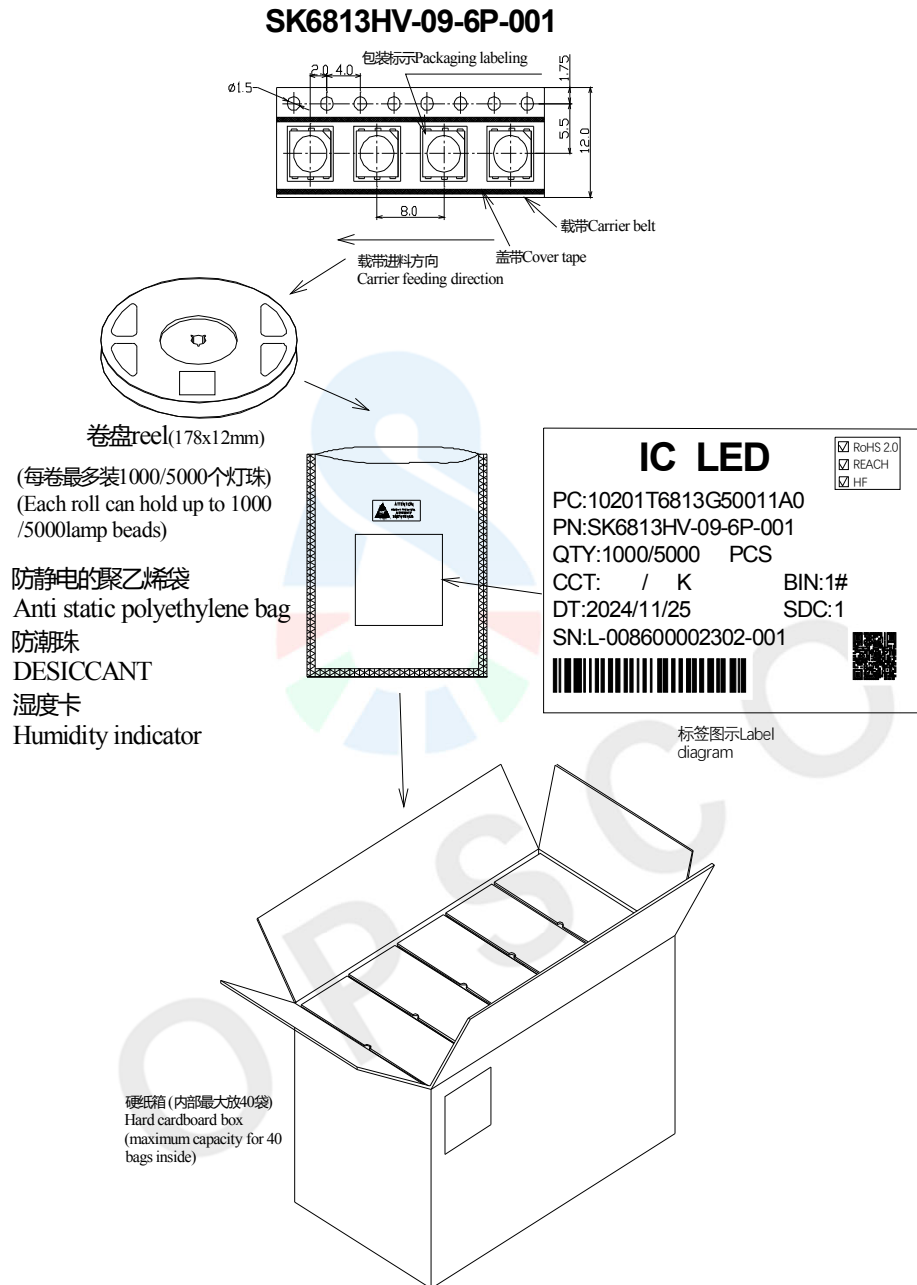 SK6813HV-09-6P-001
包装标示Packaging labeling
2.0 4.0
1.75
ø1.5
5.5
12.0
8.0
载带Carrier belt
盖带Cover tape
载带进料方向
Carrier feeding direction
卷盘reel(178x12mm)
(每卷最多装1000/5000个灯珠)
(Each roll can hold up to 1000
/5000lamp beads)
防静电的聚乙烯袋
Anti static polyethylene bag
防潮珠
DESICCANT
湿度卡
Humidity indicator
IC LED
RoHS 2.0
REACH
HF
PC:10201T6813G50011A0
PN:SK6813HV-09-6P-001
QTY:1000/5000 PCS
CCT: / K BIN:1#
DT:2024/11/25 SDC:1
SN:L-008600002302-001
标签图示Label
diagram
硬纸箱(内部最大放40袋)
Hard cardboard box
(maximum capacity for 40
bags inside)
OPSCO